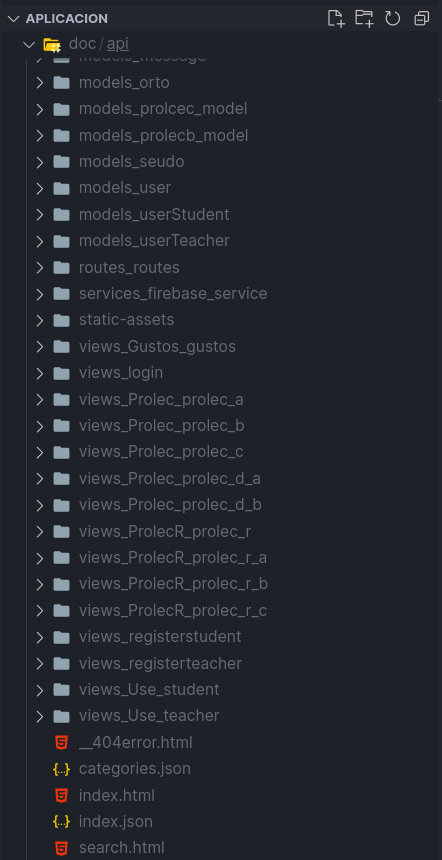 APLICACION
doc / api
models_message
models_orto
models_prolcec_model
models_prolecb_model
models_seudo
models_user
models_userStudent
models_userTeacher
routes_routes
services_firebase_service
static-assets
views_Gustos_gustos
views_login
views_Prolec_prolec_a
views_Prolec_prolec_b
views_Prolec_prolec_c
views_Prolec_prolec_d_a
views_Prolec_prolec_d_b
views_ProlecR_prolec_r
views_ProlecR_prolec_r_a
views_ProlecR_prolec_r_b
views_ProlecR_prolec_r_c
views_registerstudent
views_registerteacher
views_Use_student
views_Use_teacher
__404error.html
categories.json
index.html
index.json
search.html